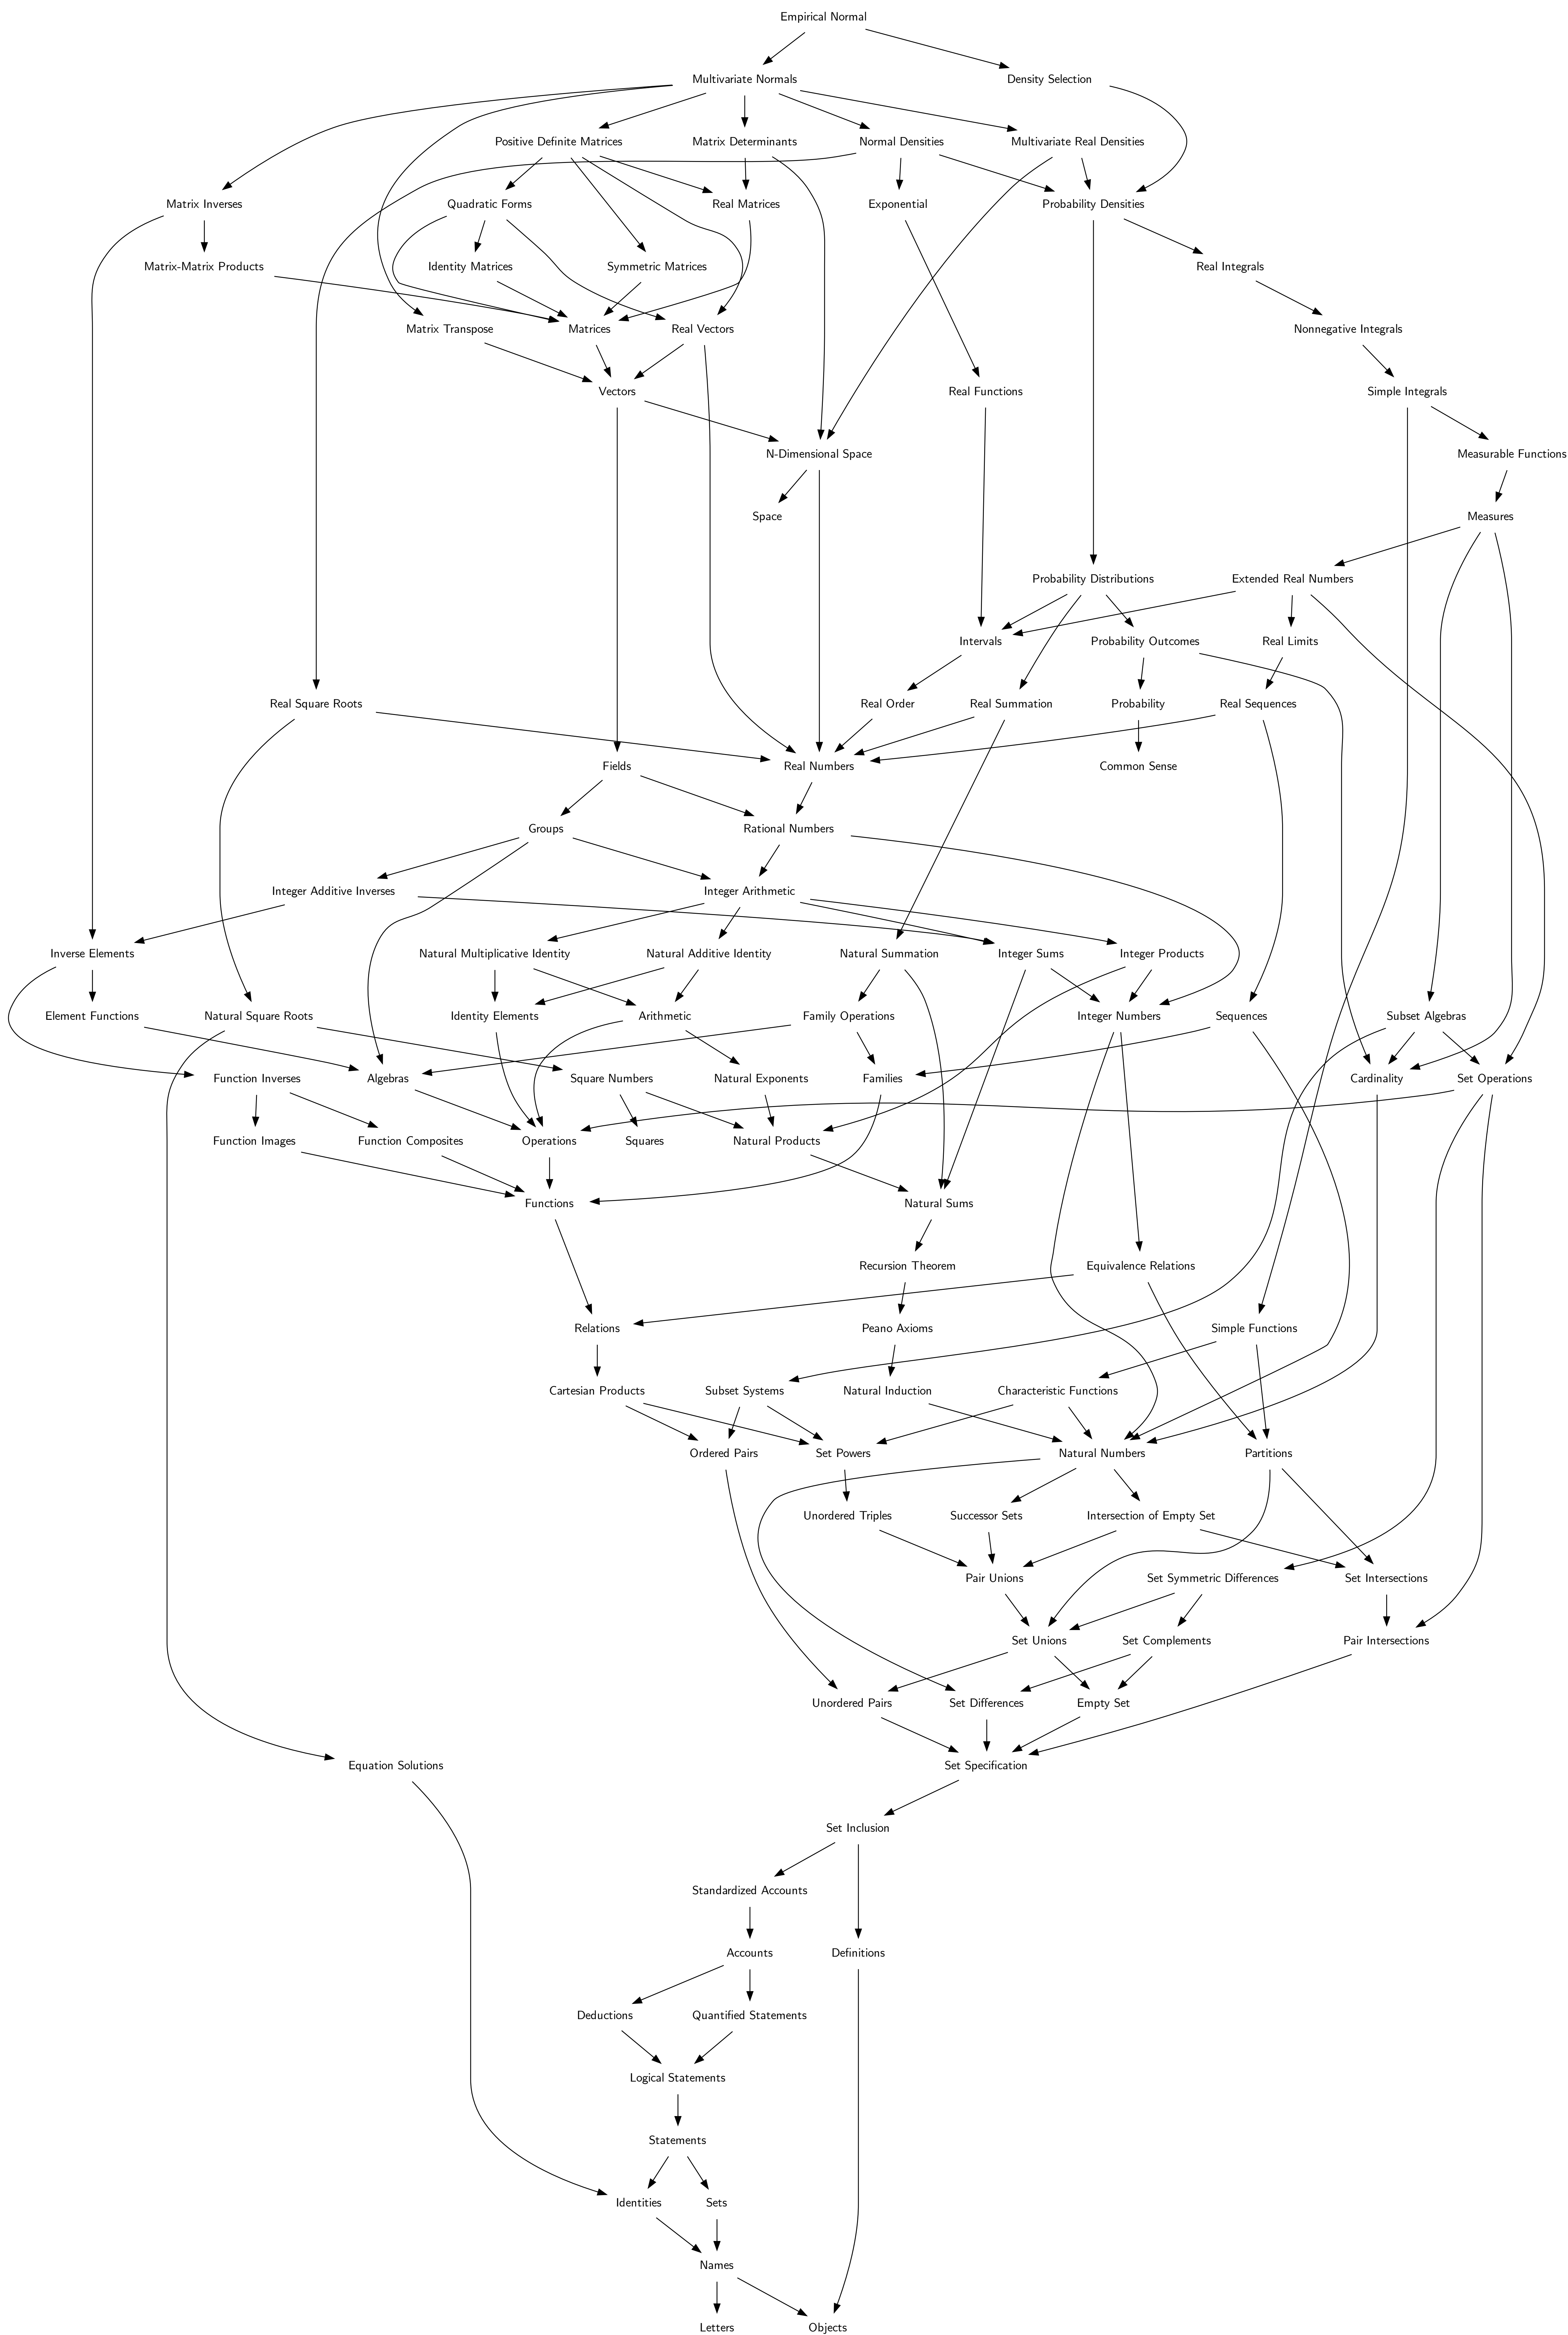 Empirical Normal
Multivariate Normals
Density Selection
Positive Definite Matrices
Matrix Determinants
Normal Densities
Multivariate Real Densities
Matrix Inverses
Quadratic Forms
Real Matrices
Exponential
Probability Densities
Matrix-Matrix Products
Identity Matrices
Symmetric Matrices
Real Integrals
Matrix Transpose
Matrices
Real Vectors
Nonnegative Integrals
Vectors
Real Functions
Simple Integrals
N-Dimensional Space
Measurable Functions
Space
Measures
Probability Distributions
Extended Real Numbers
Intervals
Probability Outcomes
Real Limits
Real Square Roots
Real Order
Real Summation
Probability
Real Sequences
Fields
Real Numbers
Common Sense
Groups
Rational Numbers
Integer Additive Inverses
Integer Arithmetic
Inverse Elements
Natural Multiplicative Identity
Natural Additive Identity
Natural Summation
Integer Sums
Integer Products
Element Functions
Natural Square Roots
Identity Elements
Arithmetic
Family Operations
Integer Numbers
Sequences
Subset Algebras
Function Inverses
Algebras
Square Numbers
Natural Exponents
Families
Cardinality
Set Operations
Function Images
Function Composites
Operations
Squares
Natural Products
Functions
Natural Sums
Recursion Theorem
Equivalence Relations
Relations
Peano Axioms
Simple Functions
Cartesian Products
Subset Systems
Natural Induction
Characteristic Functions
Ordered Pairs
Set Powers
Natural Numbers
Partitions
Unordered Triples
Successor Sets
Intersection of Empty Set
Pair Unions
Set Symmetric Differences
Set Intersections
Set Unions
Set Complements
Pair Intersections
Unordered Pairs
Set Differences
Empty Set
Equation Solutions
Set Specification
Set Inclusion
Standardized Accounts
Accounts
Definitions
Deductions
Quantified Statements
Logical Statements
Statements
Identities
Sets
Names
Letters
Objects